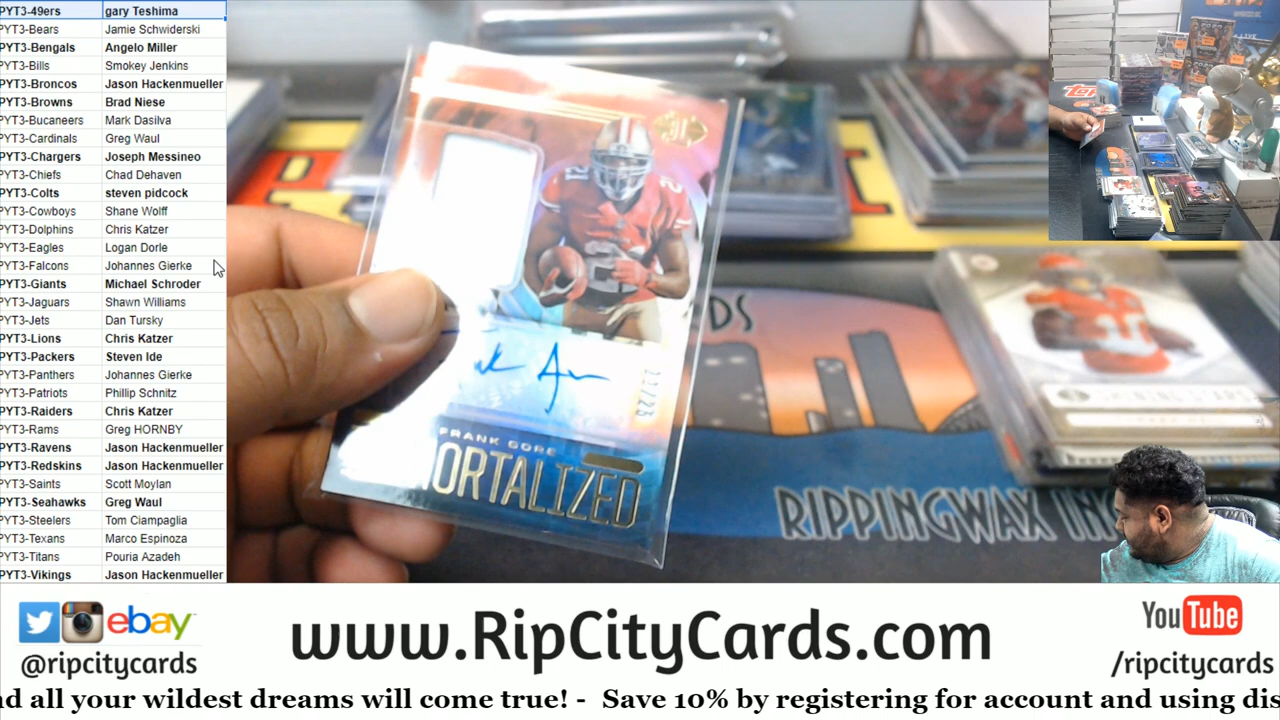 PYT3-49ers gary Teshima
PYT3-Bears Jamie Schwiderski
PYT3-Bengals Angelo Miller
PYT3-Bills Smokey Jenkins
PYT3-Broncos Jason Hackenmueller
PYT3-Browns Brad Niese
PYT3-Bucaneers Mark Dasilva
PYT3-Cardinals Greg Waul
PYT3-Chargers Joseph Messineo
PYT3-Chiefs Chad Dehaven
PYT3-Colts steven pidcock
PYT3-Cowboys Shane Wolff
PYT3-Dolphins Chris Katzer
PYT3-Eagles Logan Dorle
PYT3-Falcons Johannes Gierke
PYT3-Giants Michael Schroder
PYT3-Jaguars Shawn Williams
PYT3-Jets Dan Tursky
PYT3-Lions Chris Katzer
PYT3-Packers Steven Ide
PYT3-Panthers Johannes Gierke
PYT3-Patriots Phillip Schnitz
PYT3-Raiders Chris Katzer
PYT3-Rams Greg HORNBY
PYT3-Ravens Jason Hackenmueller
PYT3-Redskins Jason Hackenmueller
PYT3-Saints Scott Moylan
PYT3-Seahawks Greg Waul
PYT3-Steelers Tom Ciampaglia
PYT3-Texans Marco Espinoza
PYT3-Titans Pouria Azadeh
PYT3-Vikings Jason Hackenmueller
21
FRANK GORE
ORTALIZED
DS
RIPPINGWAX INC
ebay
@ripcitycards
www.RipCityCards.com
YouTube
/ripcitycards
nd all your wildest dreams will come true! - Save 10% by registering for account and using dis